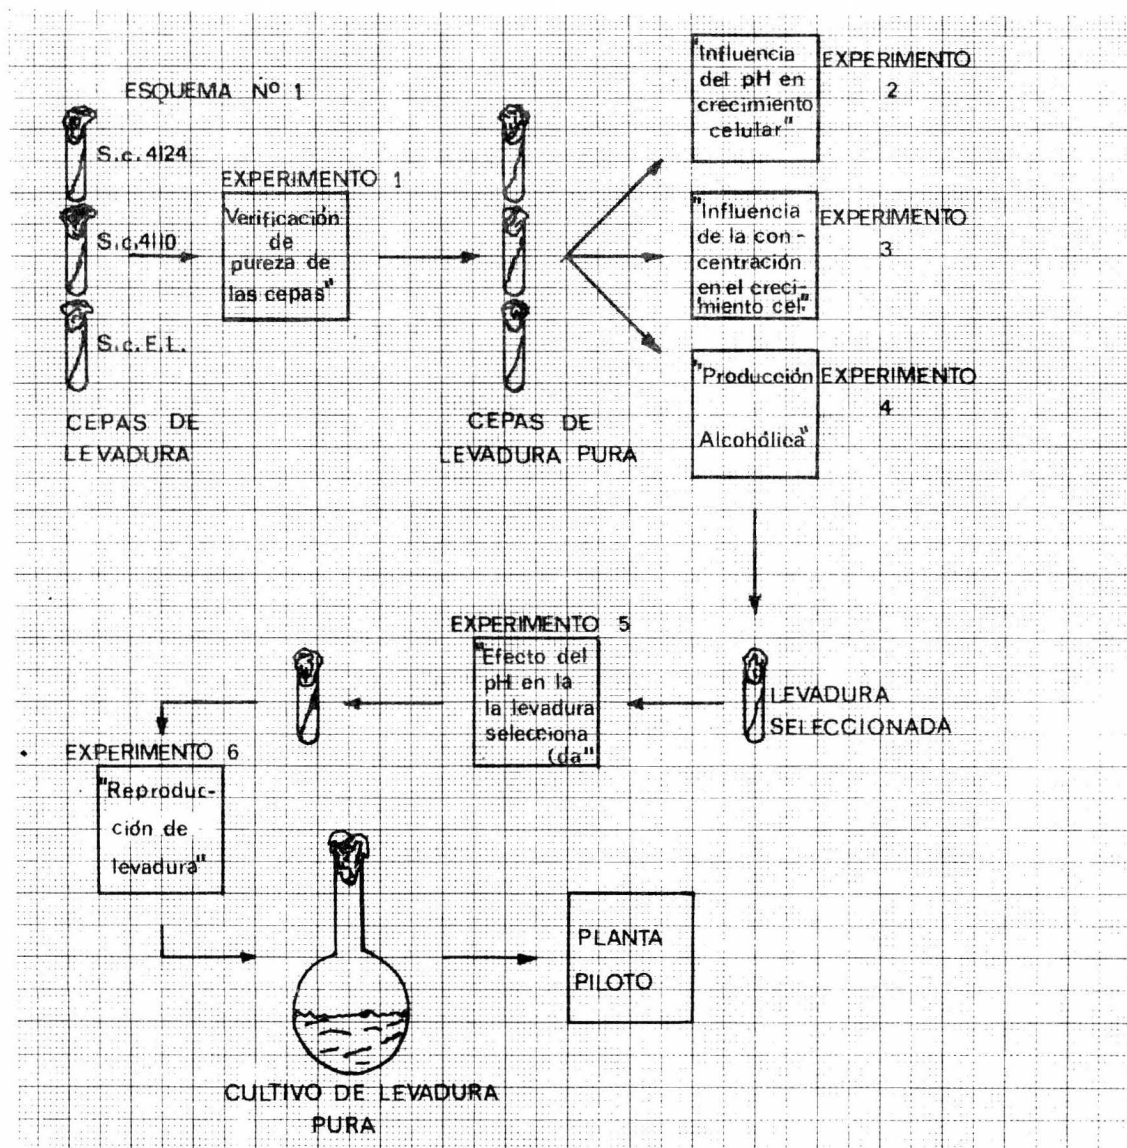 ESQUEMA Nº 1
S.c. 4124
S.c. 4110
S.c. E.L.
CEPAS DE
LEVADURA
EXPERIMENTO 1
Verificación
de
pureza de
las cepas"
CEPAS DE
LEVADURA PURA
"Influencia
del pH en
crecimiento
celular"
EXPERIMENTO
2
"Influencia
de la con-
centración
en el creci-
miento cel."
EXPERIMENTO
3
"Producción
Alcohólica"
EXPERIMENTO
4
LEVADURA
SELECCIONADA
EXPERIMENTO 5
"Efecto del
pH en la
la levadura
selecciona
(da"
EXPERIMENTO 6
"Reproduc-
ción de
levadura"
CULTIVO DE LEVADURA
PURA
PLANTA
PILOTO